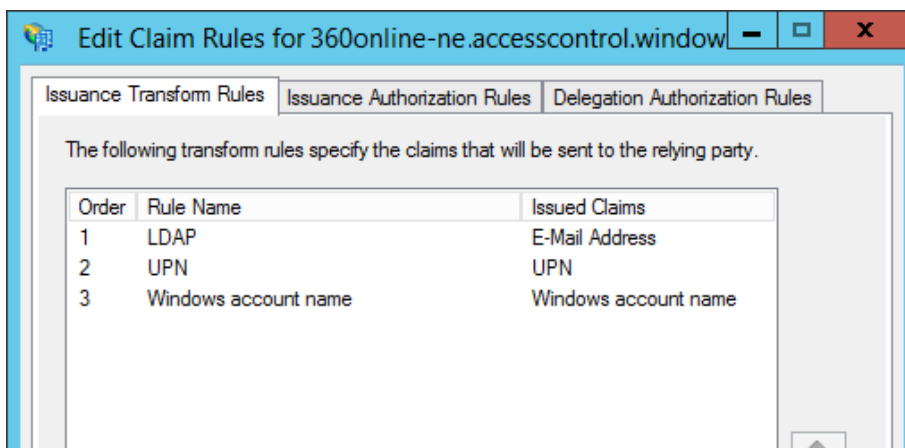 Edit Claim Rules for 360online-ne.accesscontrol.window
Issuance Transform Rules Issuance Authorization Rules Delegation Authorization Rules
The following transform rules specify the claims that will be sent to the relying party.
Order Rule Name Issued Claims
1 LDAP E-Mail Address
2 UPN UPN
3 Windows account name Windows account name